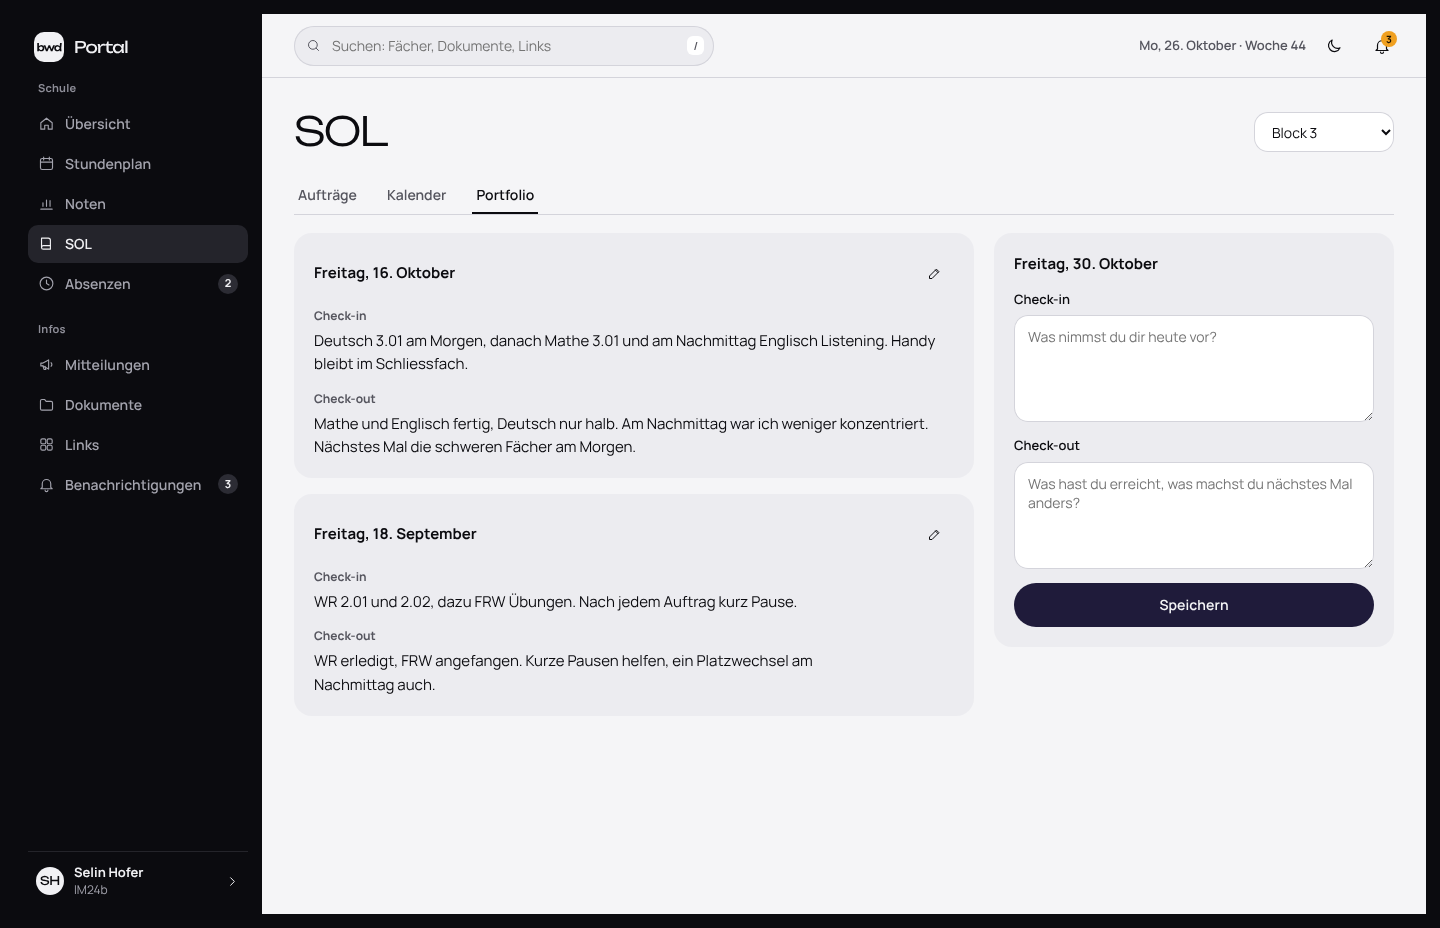 bwd Portal
Schule
Übersicht
Stundenplan
Noten
SOL
Absenzen 2
Infos
Mitteilungen
Dokumente
Links
Benachrichtigungen 3
SH Selin Hofer
IM24b
Suchen: Fächer, Dokumente, Links /
Mo, 26. Oktober · Woche 44
3
SOL
Block 3
Aufträge Kalender Portfolio
Freitag, 16. Oktober
Check-in
Deutsch 3.01 am Morgen, danach Mathe 3.01 und am Nachmittag Englisch Listening. Handy
bleibt im Schliessfach.
Check-out
Mathe und Englisch fertig, Deutsch nur halb. Am Nachmittag war ich weniger konzentriert.
Nächstes Mal die schweren Fächer am Morgen.
Freitag, 18. September
Check-in
WR 2.01 und 2.02, dazu FRW Übungen. Nach jedem Auftrag kurz Pause.
Check-out
WR erledigt, FRW angefangen. Kurze Pausen helfen, ein Platzwechsel am
Nachmittag auch.
Freitag, 30. Oktober
Check-in
Was nimmst du dir heute vor?
Check-out
Was hast du erreicht, was machst du nächstes Mal
anders?
Speichern